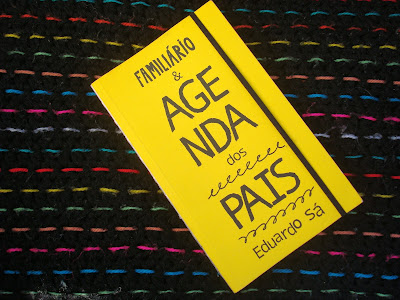 FAMILIÁRIO
&
AGE
NDA
dos
PAIS
Eduardo Sá